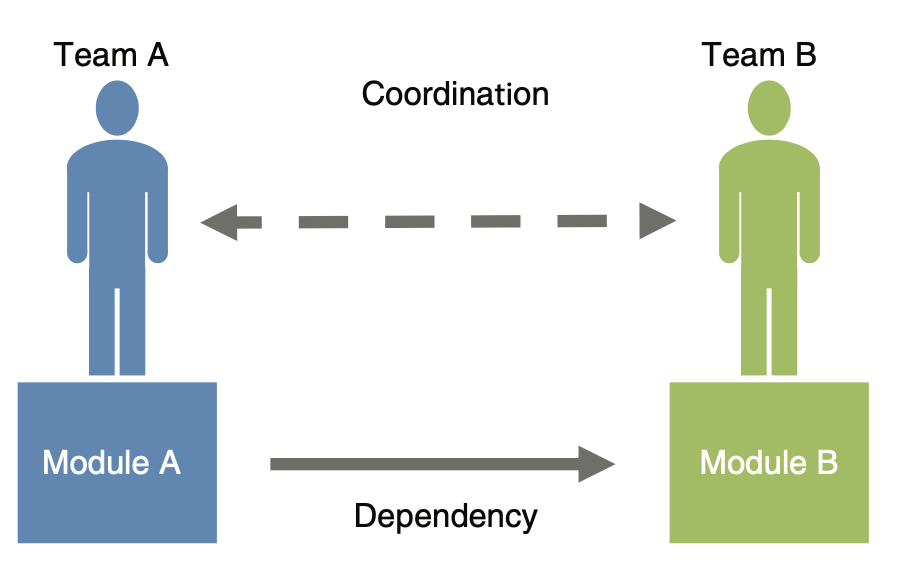 Team A
Team B
Coordination
Module A
Module B
Dependency